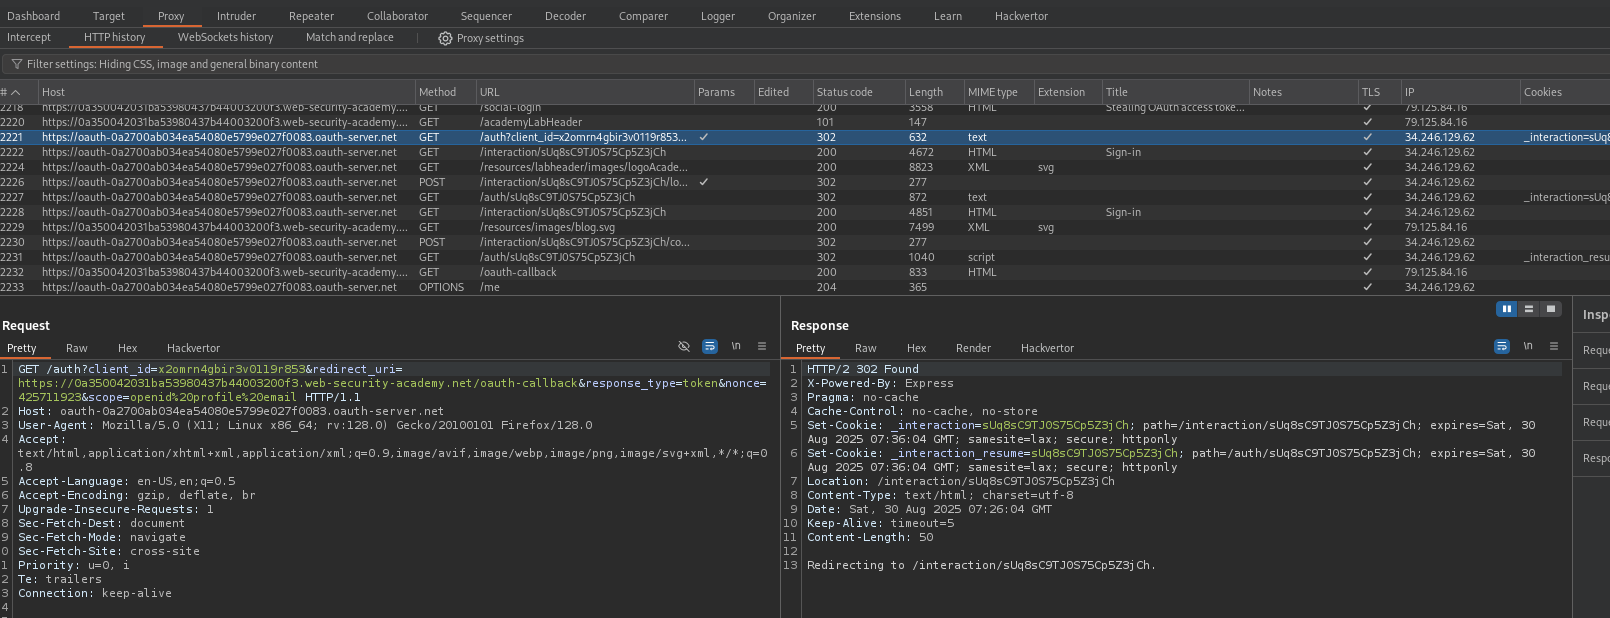 Dashboard Target Proxy Intruder Repeater Collaborator Sequencer Decoder Comparer Logger Organizer Extensions Learn Hackvertor
Intercept HTTP history WebSockets history Match and replace Proxy settings
Filter settings: Hiding CSS, image and general binary content
# Host Method URL Params Edited Status code Length MIME type Extension Title Notes TLS IP Cookies
2218 https://0a350042031ba53980437b44003200f3.web-security-academy.... GET /social-login 200 3558 HTML Stealing OAuth access toke... ✓ 79.125.84.16
2220 https://0a350042031ba53980437b44003200f3.web-security-academy.... GET /academyLabHeader 101 147 ✓ 79.125.84.16
2221 https://oauth-0a2700ab034ea54080e5799e027f0083.oauth-server.net GET /auth?client_id=x2omrn4gbir3v0119r853... ✓ 302 632 text ✓ 34.246.129.62 _interaction=sUq8s
2222 https://oauth-0a2700ab034ea54080e5799e027f0083.oauth-server.net GET /interaction/sUq8sC9TJ0S75Cp5Z3jCh 200 4672 HTML Sign-in ✓ 34.246.129.62
2224 https://oauth-0a2700ab034ea54080e5799e027f0083.oauth-server.net GET /resources/labheader/images/logoAcade... 200 8823 XML svg ✓ 34.246.129.62
2226 https://oauth-0a2700ab034ea54080e5799e027f0083.oauth-server.net POST /interaction/sUq8sC9TJ0S75Cp5Z3jCh/lo... ✓ 302 277 ✓ 34.246.129.62
2227 https://oauth-0a2700ab034ea54080e5799e027f0083.oauth-server.net GET /auth/sUq8sC9TJ0S75Cp5Z3jCh 302 872 text ✓ 34.246.129.62 _interaction=sUq8s
2228 https://oauth-0a2700ab034ea54080e5799e027f0083.oauth-server.net GET /interaction/sUq8sC9TJ0S75Cp5Z3jCh 200 4851 HTML Sign-in ✓ 34.246.129.62
2229 https://0a350042031ba53980437b44003200f3.web-security-academy.... GET /resources/images/blog.svg 200 7499 XML svg ✓ 79.125.84.16
2230 https://oauth-0a2700ab034ea54080e5799e027f0083.oauth-server.net POST /interaction/sUq8sC9TJ0S75Cp5Z3jCh/co... 302 277 ✓ 34.246.129.62
2231 https://oauth-0a2700ab034ea54080e5799e027f0083.oauth-server.net GET /auth/sUq8sC9TJ0S75Cp5Z3jCh 302 1040 script ✓ 34.246.129.62 _interaction_resu
2232 https://0a350042031ba53980437b44003200f3.web-security-academy.... GET /oauth-callback 200 833 HTML ✓ 79.125.84.16
2233 https://oauth-0a2700ab034ea54080e5799e027f0083.oauth-server.net OPTIONS /me 204 365 ✓ 34.246.129.62
Request
Pretty Raw Hex Hackvertor \n
1 GET /auth?client_id=x2omrn4gbir3v0119r853&redirect_uri=
https://0a350042031ba53980437b44003200f3.web-security-academy.net/oauth-callback&response_type=token&nonce=
425711923&scope=openid%20profile%20email HTTP/1.1
2 Host: oauth-0a2700ab034ea54080e5799e027f0083.oauth-server.net
3 User-Agent: Mozilla/5.0 (X11; Linux x86_64; rv:128.0) Gecko/20100101 Firefox/128.0
4 Accept:
text/html,application/xhtml+xml,application/xml;q=0.9,image/avif,image/webp,image/png,image/svg+xml,*/*;q=0
.8
5 Accept-Language: en-US,en;q=0.5
6 Accept-Encoding: gzip, deflate, br
7 Upgrade-Insecure-Requests: 1
8 Sec-Fetch-Dest: document
9 Sec-Fetch-Mode: navigate
0 Sec-Fetch-Site: cross-site
1 Priority: u=0, i
2 Te: trailers
3 Connection: keep-alive
4
Response
Pretty Raw Hex Render Hackvertor \n
1 HTTP/2 302 Found
2 X-Powered-By: Express
3 Pragma: no-cache
4 Cache-Control: no-cache, no-store
5 Set-Cookie: _interaction=sUq8sC9TJ0S75Cp5Z3jCh; path=/interaction/sUq8sC9TJ0S75Cp5Z3jCh; expires=Sat, 30
Aug 2025 07:36:04 GMT; samesite=lax; secure; httponly
6 Set-Cookie: _interaction_resume=sUq8sC9TJ0S75Cp5Z3jCh; path=/auth/sUq8sC9TJ0S75Cp5Z3jCh; expires=Sat, 30
Aug 2025 07:36:04 GMT; samesite=lax; secure; httponly
7 Location: /interaction/sUq8sC9TJ0S75Cp5Z3jCh
8 Content-Type: text/html; charset=utf-8
9 Date: Sat, 30 Aug 2025 07:26:04 GMT
10 Keep-Alive: timeout=5
11 Content-Length: 50
12
13 Redirecting to /interaction/sUq8sC9TJ0S75Cp5Z3jCh.
Insp
Reque
Reque
Reque
Respo